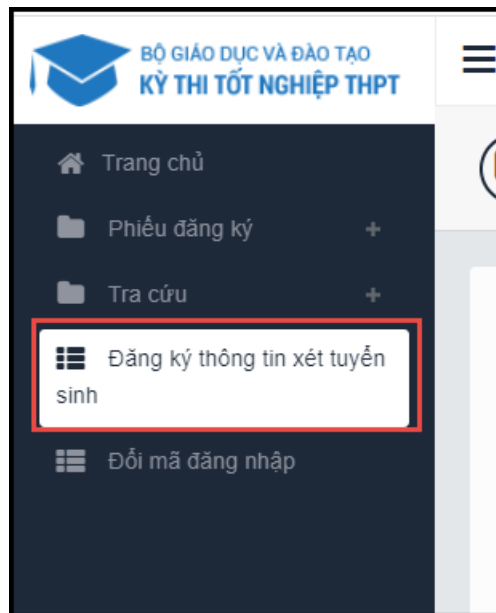 BỘ GIÁO DỤC VÀ ĐÀO TẠO
KỲ THI TỐT NGHIỆP THPT
Trang chủ
Phiếu đăng ký +
Tra cứu +
Đăng ký thông tin xét tuyển
sinh
Đổi mã đăng nhập